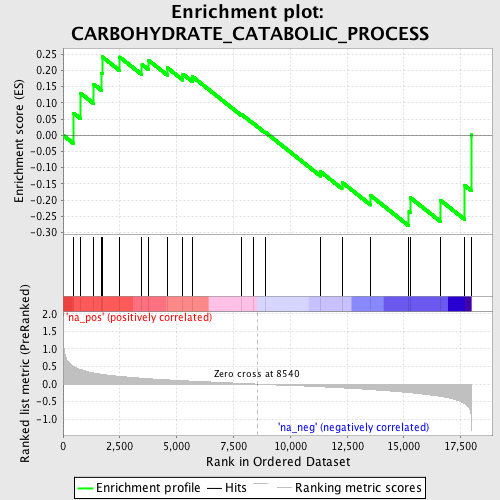 Enrichment plot:
CARBOHYDRATE_CATABOLIC_PROCESS
Enrichment score (ES)
0.25
0.20
0.15
0.10
0.05
0.00
-0.05
-0.10
-0.15
-0.20
-0.25
-0.30
'na_pos' (positively correlated)
Ranked list metric (PreRanked)
2.0
1.5
1.0
0.5
0.0
-0.5
-1.0
Zero cross at 8540
'na_neg' (negatively correlated)
0 2,500 5,000 7,500 10,000 12,500 15,000 17,500
Rank in Ordered Dataset
Enrichment profile Hits Ranking metric scores